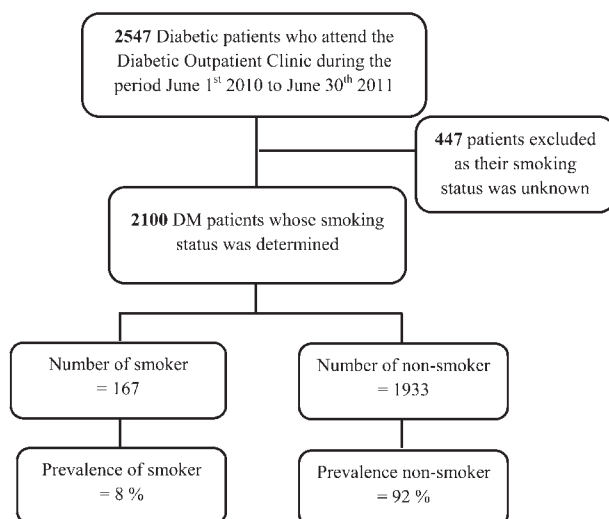 2547 Diabetic patients who attend the
Diabetic Outpatient Clinic during the
period June 1st 2010 to June 30th 2011
447 patients excluded
as their smoking
status was unknown
2100 DM patients whose smoking
status was determined
Number of smoker
= 167
Number of non-smoker
= 1933
Prevalence of smoker
= 8 %
Prevalence non-smoker
= 92 %